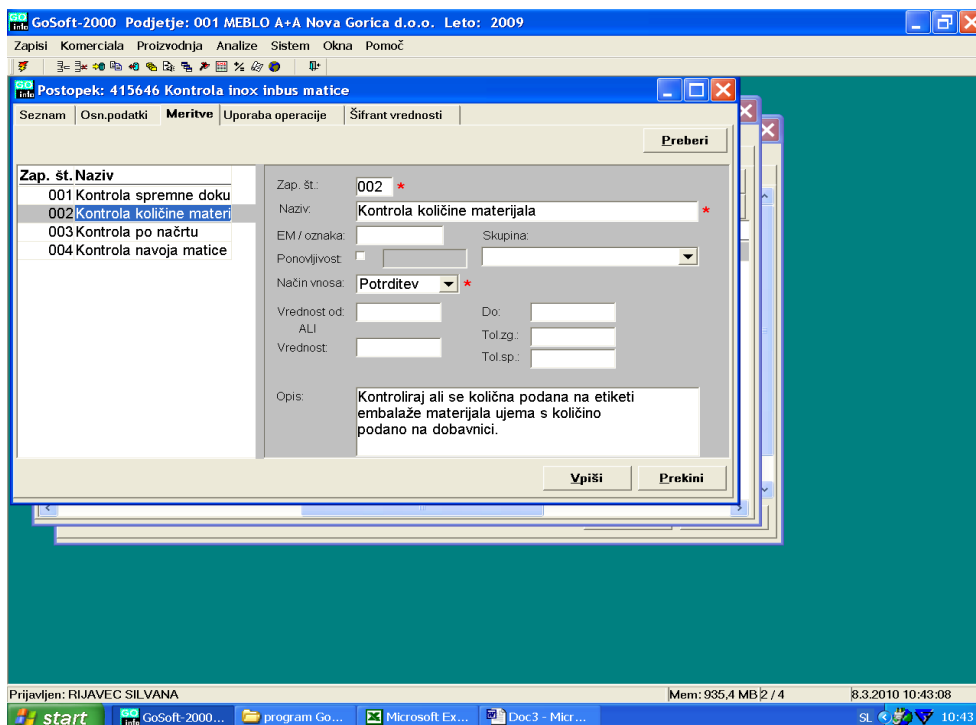 GO info GoSoft-2000 Podjetje: 001 MEBLO A+A Nova Gorica d.o.o. Leto: 2009
Zapisi Komerciala Proizvodnja Analize Sistem Okna Pomoč
GO info Postopek: 415646 Kontrola inox inbus matice
Seznam Osn.podatki Meritve Uporaba operacije Šifrant vrednosti
Preberi
Zap. št. Naziv
001 Kontrola spremne doku
002 Kontrola količine materi
003 Kontrola po načrtu
004 Kontrola navoja matice
Zap. št.: 002 *
Naziv: Kontrola količine materijala *
EM / oznaka: Skupina:
Ponovljivost:
Način vnosa: Potrditev *
Vrednost od: Do:
ALI
Tol.zg.:
Vrednost:
Tol.sp.:
Opis: Kontroliraj ali se količna podana na etiketi
embalaže materijala ujema s količino
podano na dobavnici.
Vpiši Prekini
Prijavljen: RIJAVEC SILVANA Mem: 935,4 MB 2 / 4 8.3.2010 10:43:08
start GO info GoSoft-2000... program Go... Microsoft Ex... Doc3 - Micr... SL 10:43